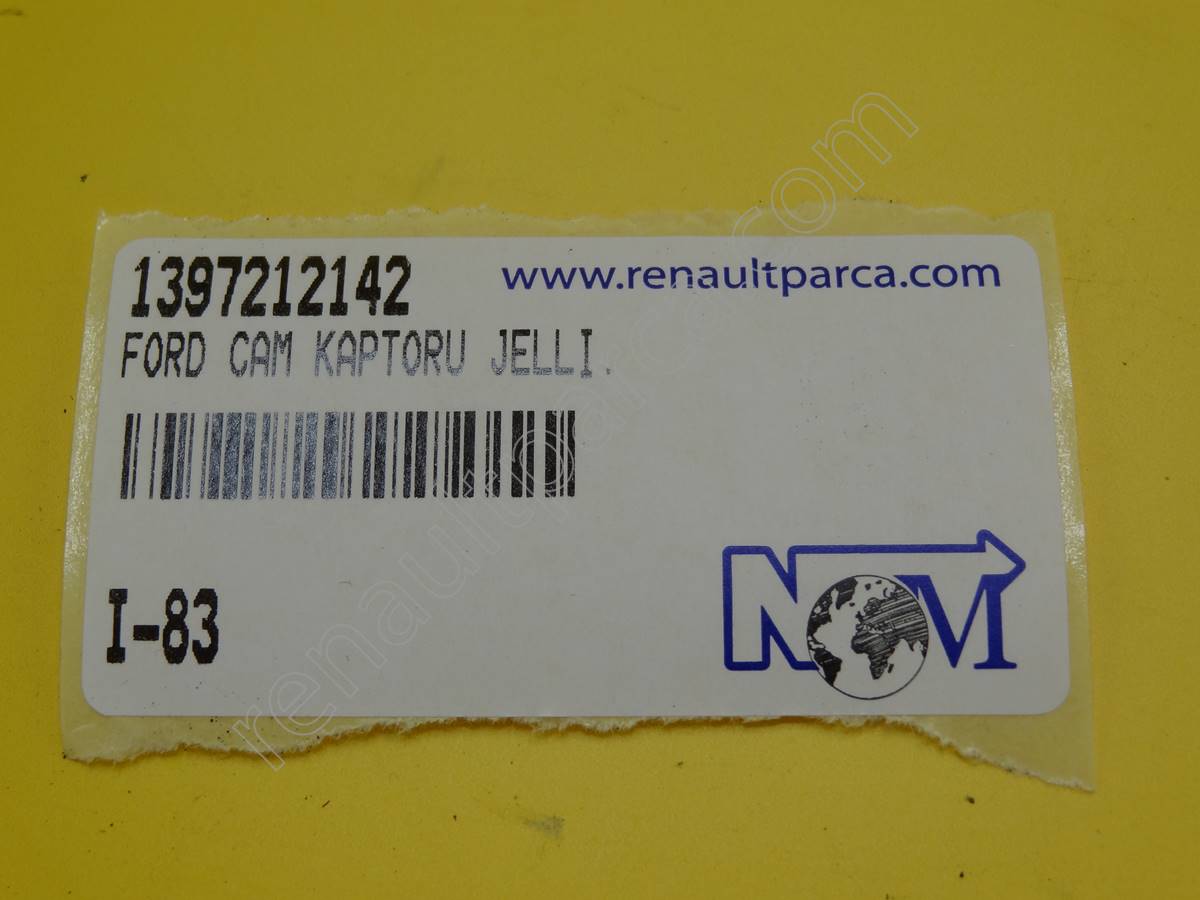 1397212142
www.renaultparca.com
FORD CAM KAPTORU JELLI.
I-83
NM
renaultparca.com